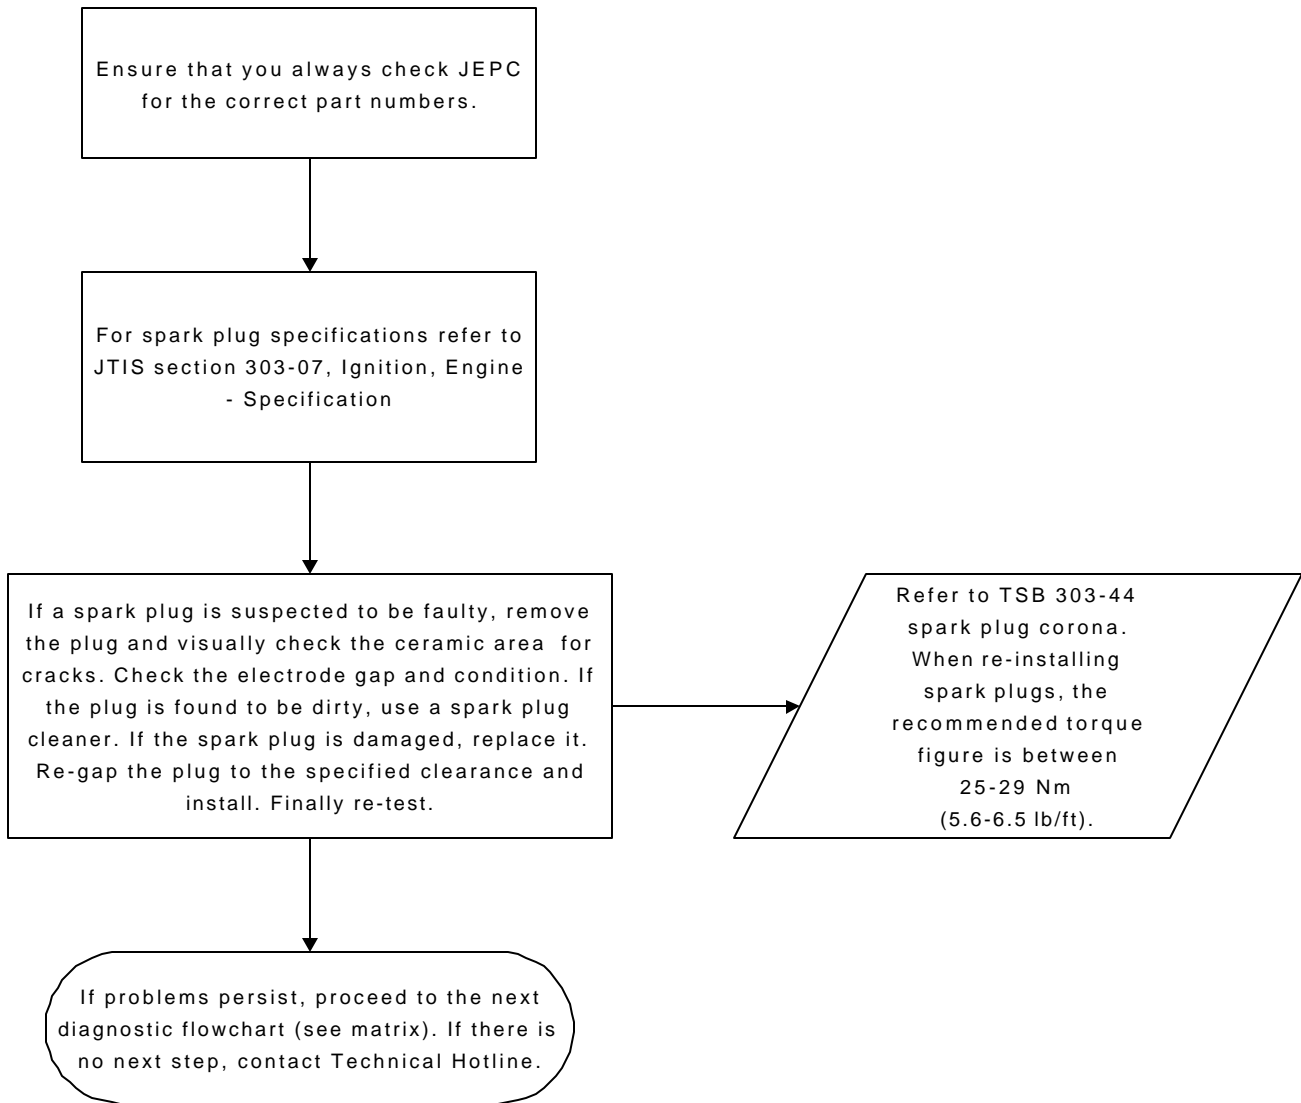 Ensure that you always check JEPC
for the correct part numbers.
For spark plug specifications refer to
JTIS section 303-07, Ignition, Engine
- Specification
If a spark plug is suspected to be faulty, remove
the plug and visually check the ceramic area for
cracks. Check the electrode gap and condition. If
the plug is found to be dirty, use a spark plug
cleaner. If the spark plug is damaged, replace it.
Re-gap the plug to the specified clearance and
install. Finally re-test.
Refer to TSB 303-44
spark plug corona.
When re-installing
spark plugs, the
recommended torque
figure is between
25-29 Nm
(5.6-6.5 lb/ft).
If problems persist, proceed to the next
diagnostic flowchart (see matrix). If there is
no next step, contact Technical Hotline.